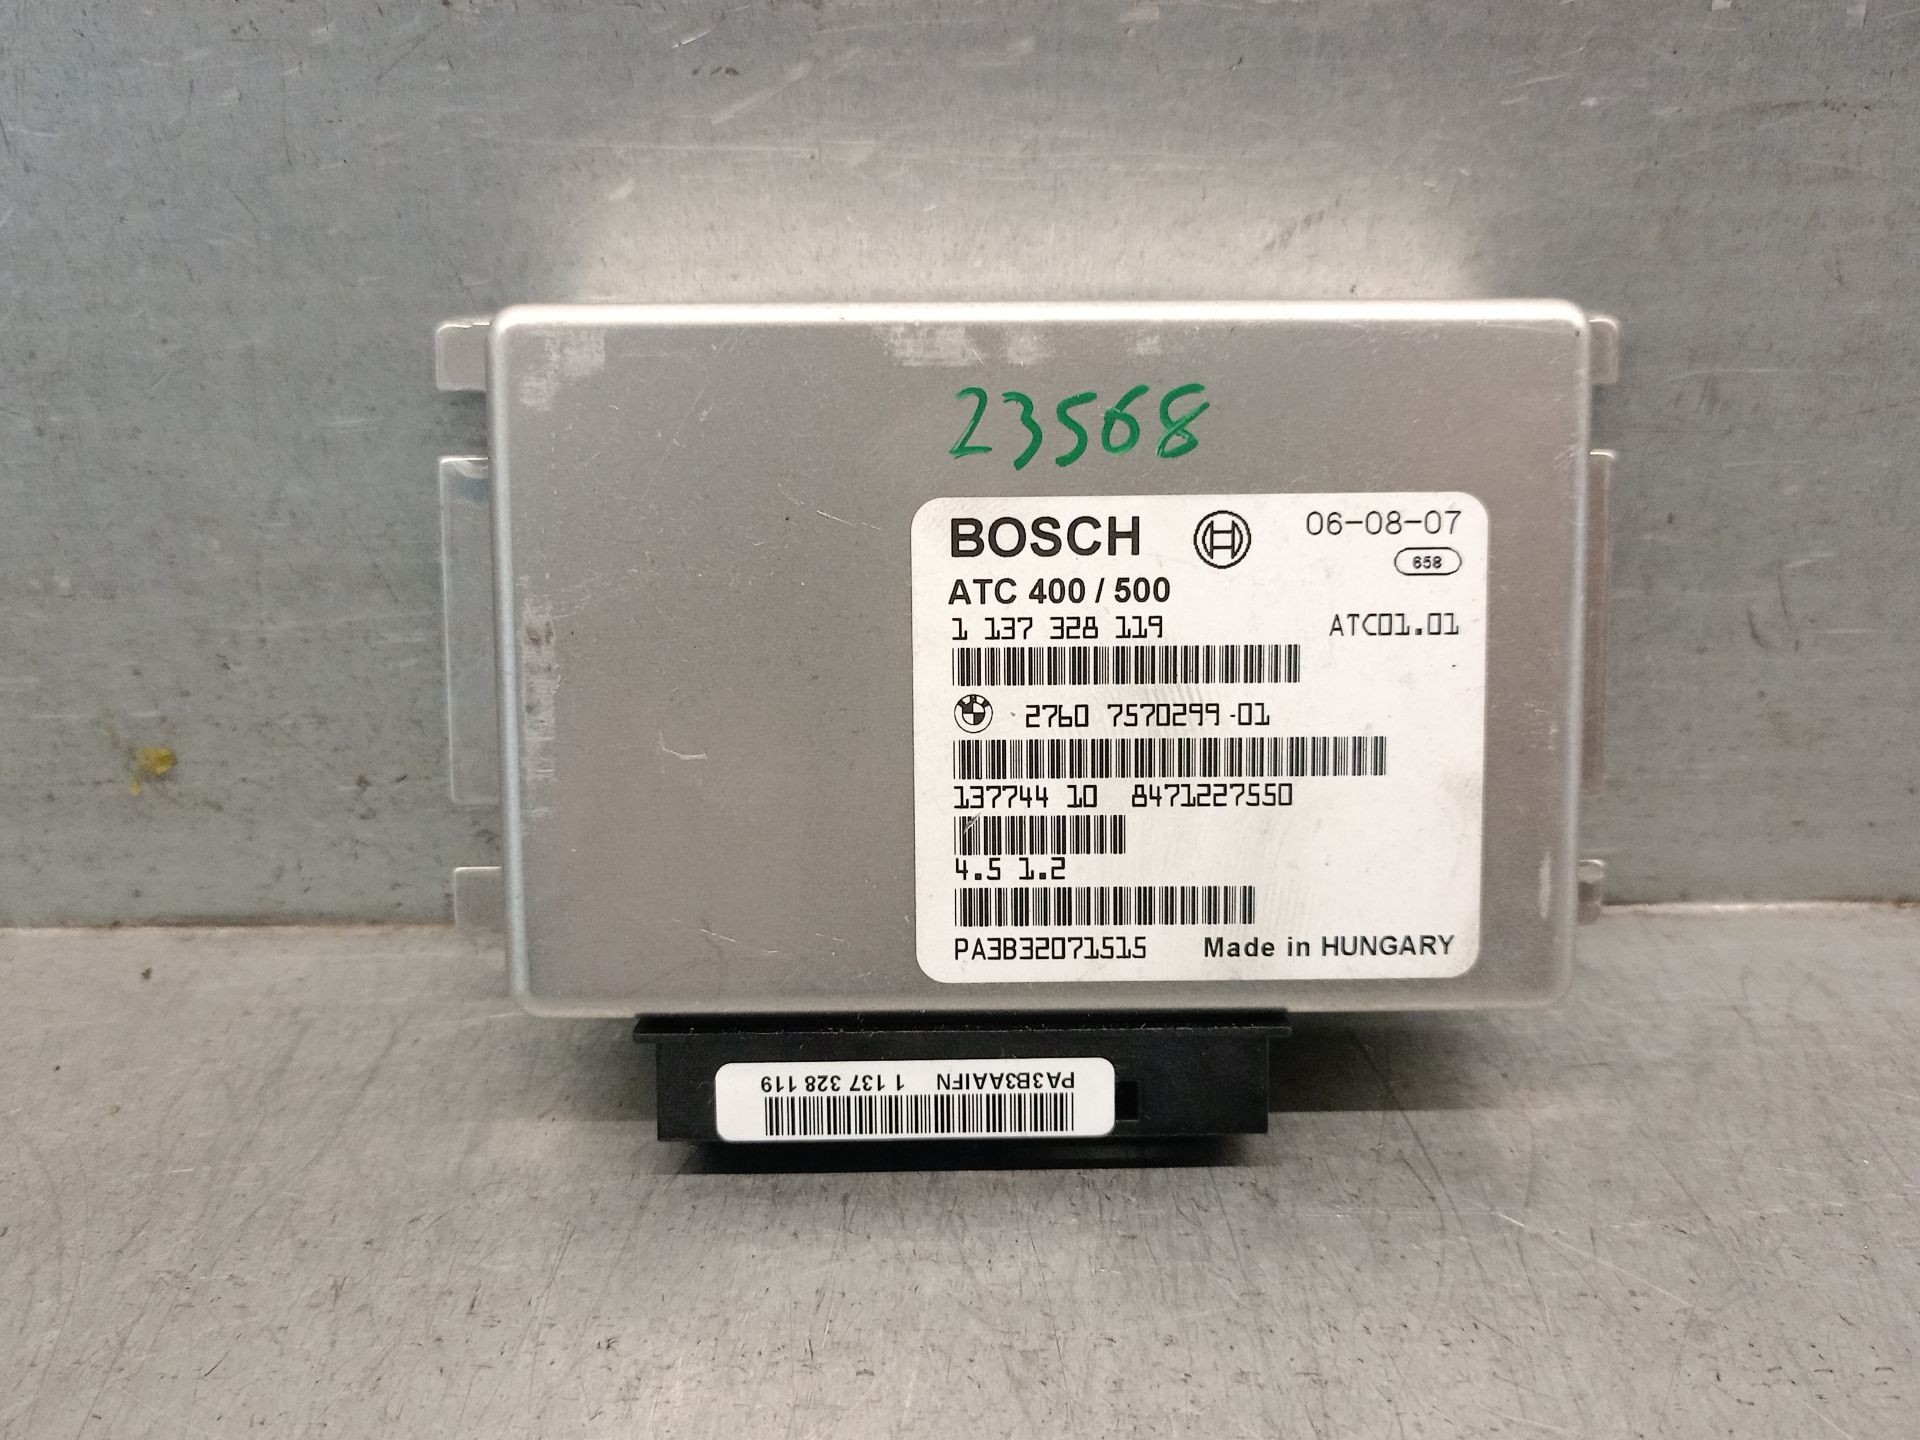 23568
BOSCH 06-08-07
658
ATC 400 / 500
1 137 328 119 ATC01.01
2760 7570299-01
137744 10 8471227550
4.5 1.2
PA3B32071515 Made in HUNGARY
PA3B3AAIFN 1 137 328 119